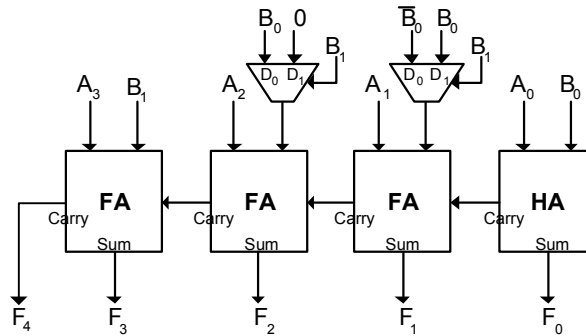 B₀ 0 B̅₀ B₀
D₀ D₁ B₁ D₀ D₁ B₁
A₃ B₁ A₂ A₁ A₀ B₀
FA FA FA HA
Carry Carry Carry Carry
Sum Sum Sum Sum
F₄ F₃ F₂ F₁ F₀